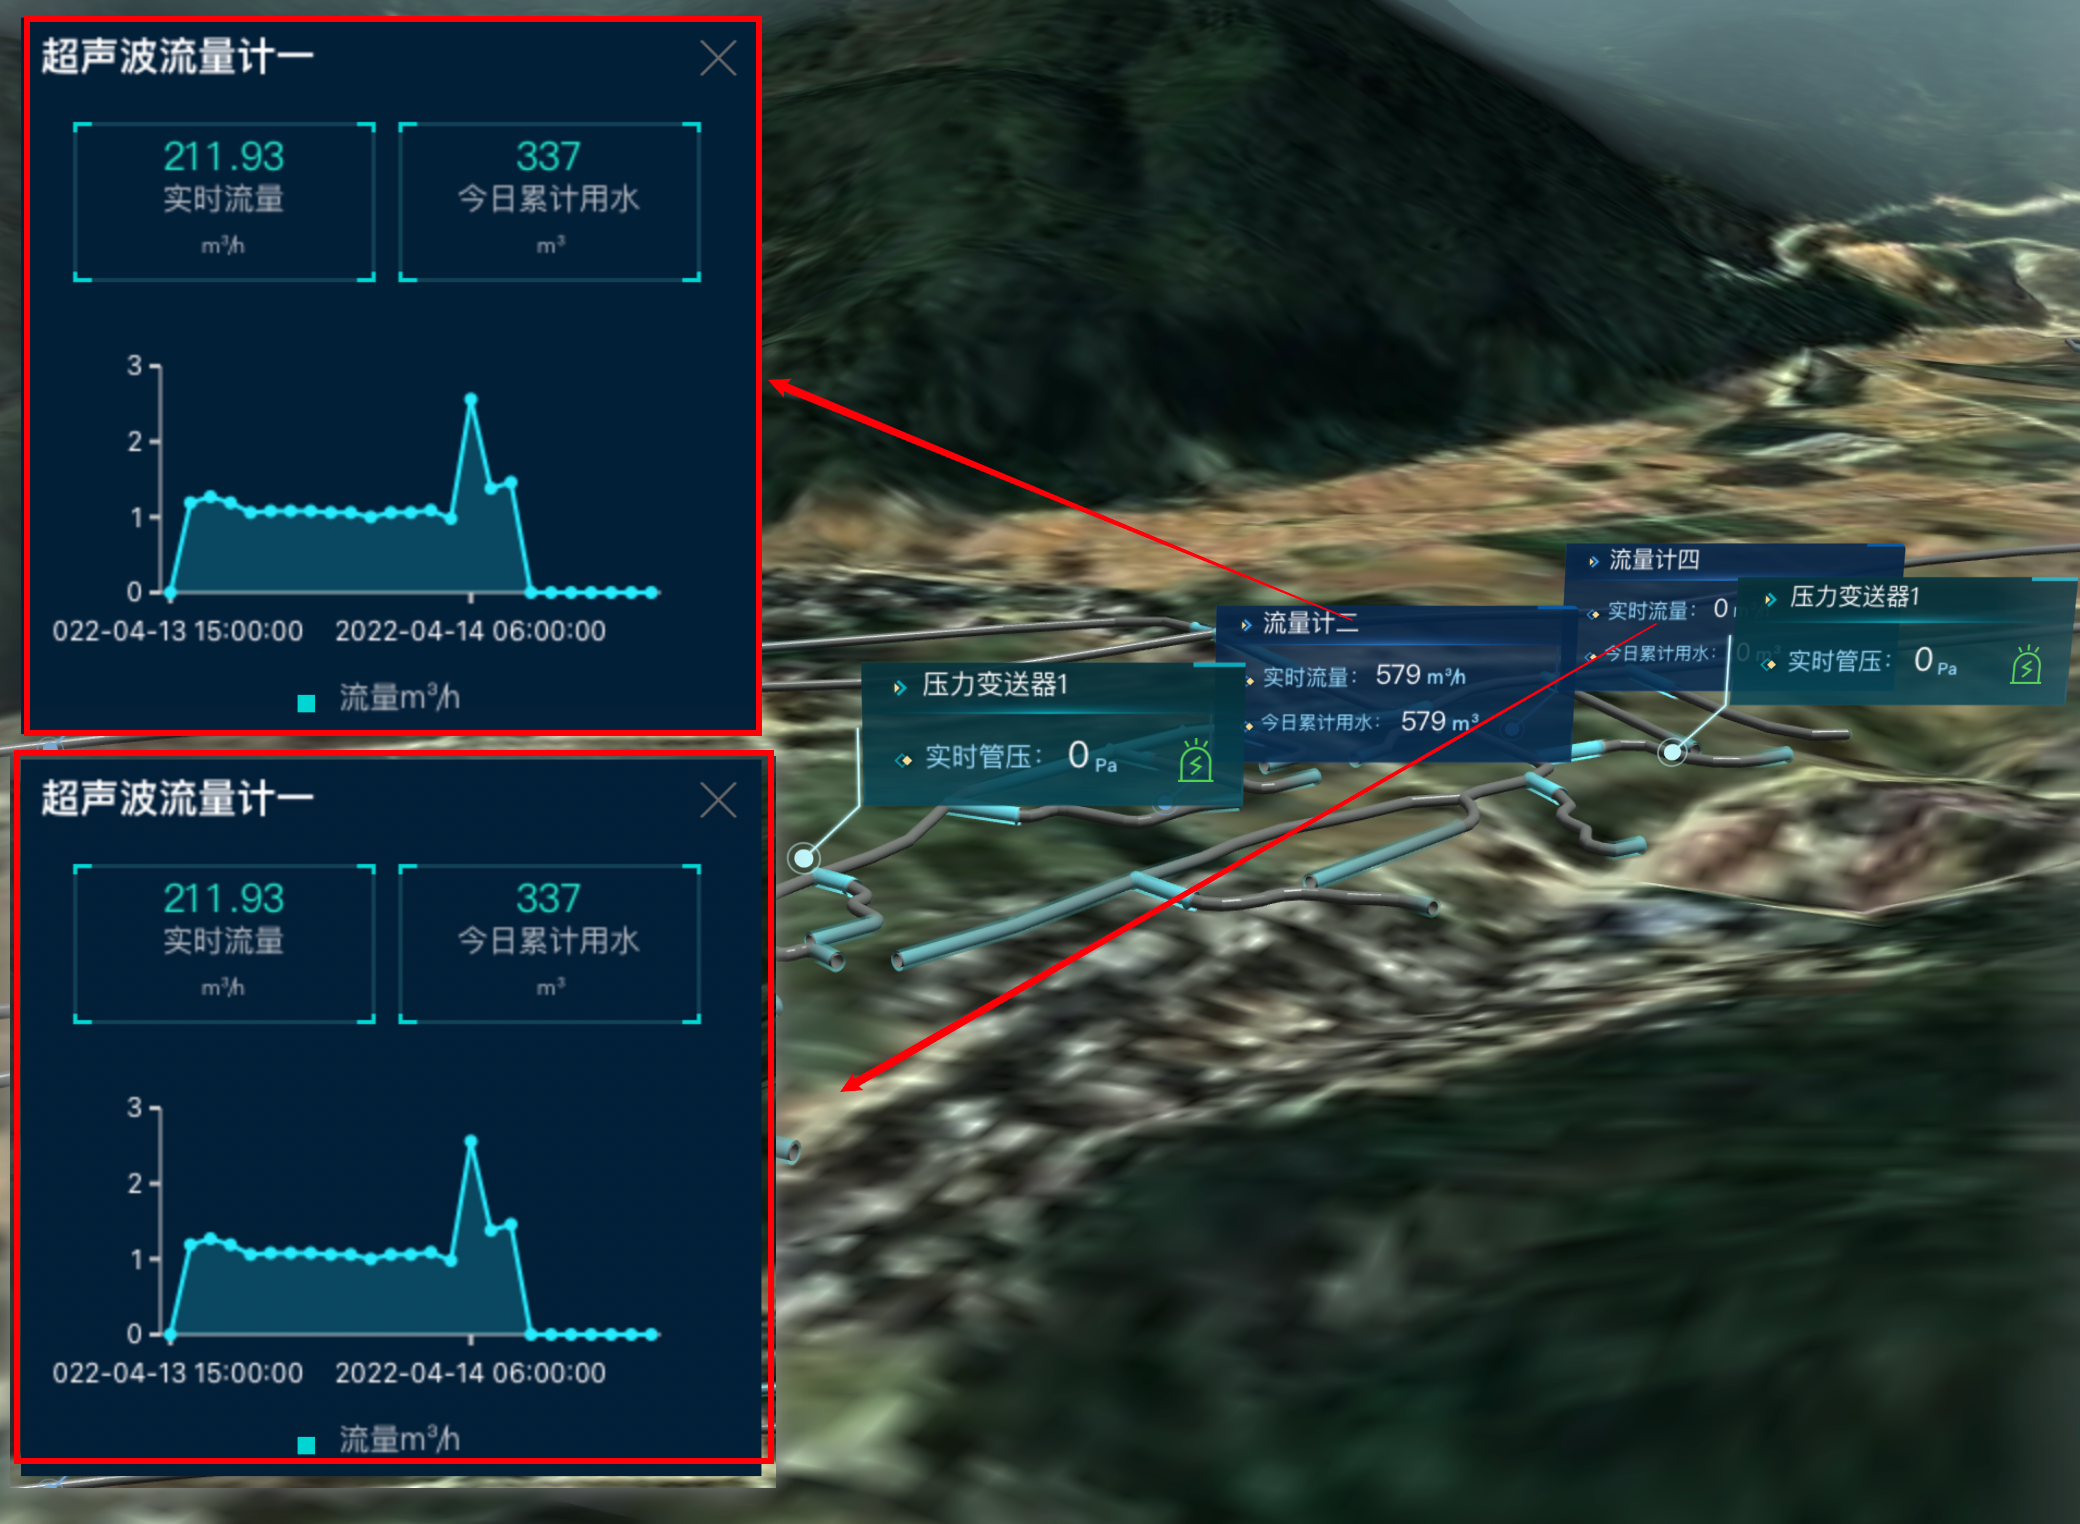 超声波流量计一
211.93
实时流量
m³/h
337
今日累计用水
m³
3
2
1
0
022-04-13 15:00:00
2022-04-14 06:00:00
流量m³/h
超声波流量计一
211.93
实时流量
m³/h
337
今日累计用水
m³
3
2
1
0
022-04-13 15:00:00
2022-04-14 06:00:00
流量m³/h
压力变送器1
实时管压：0 Pa
流量计二
实时流量：579 m³/h
今日累计用水：579 m³
流量计四
实时流量：0
今日累计用水：0 m³
压力变送器1
实时管压：0 Pa